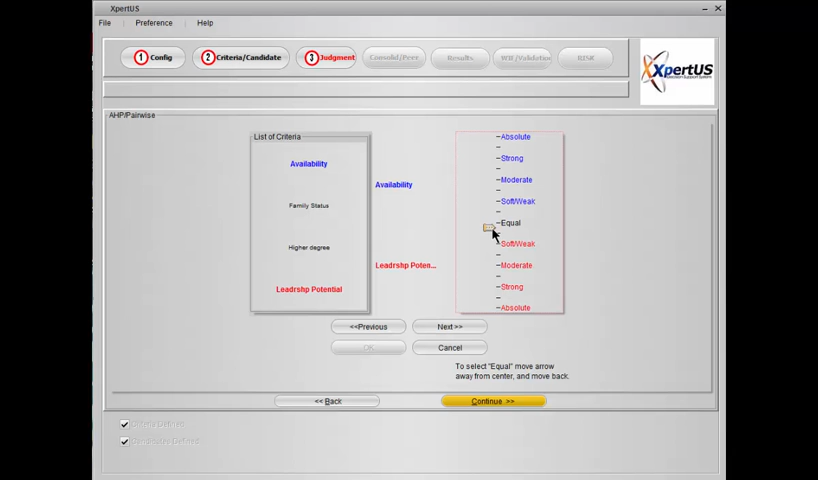 XpertUS
File Preference Help
1 Config 2 Criteria/Candidate 3 Judgment Consolid/Peer Results WIF/Validation RISK
XpertUS
AHP/Pairwise
List of Criteria
Availability
Family Status
Higher degree
Leadrshp Potential
Availability
Leadrshp Poten...
Absolute
Strong
Moderate
Soft/Weak
Equal
Soft/Weak
Moderate
Strong
Absolute
<<Previous Next >>
OK Cancel
To select "Equal" move arrow
away from center, and move back.
<< Back Continue >>
Criteria Defined